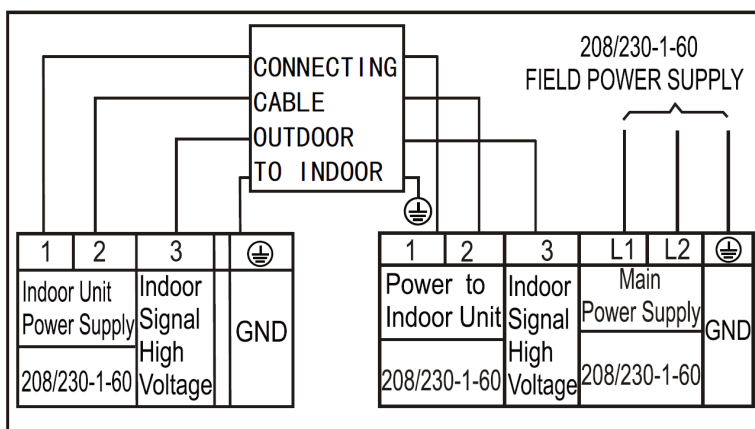 CONNECTING
CABLE
OUTDOOR
TO INDOOR
208/230-1-60
FIELD POWER SUPPLY
1 2 3
Indoor Unit
Power Supply
208/230-1-60
Indoor
Signal
High
Voltage
GND
1 2 3 L1 L2
Power to
Indoor Unit
208/230-1-60
Indoor
Signal
High
Voltage
Main
Power Supply
208/230-1-60
GND